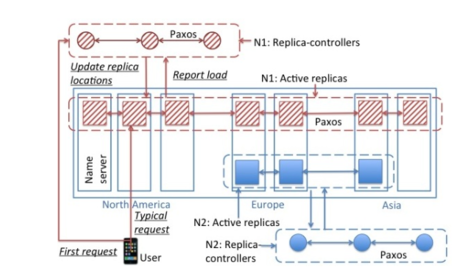 Paxos
N1: Replica-controllers
Update replica
locations
Report load
N1: Active replicas
Paxos
Name
server
North America
Europe
Asia
Typical
request
N2: Active replicas
N2: Replica-
controllers
Paxos
First request
User